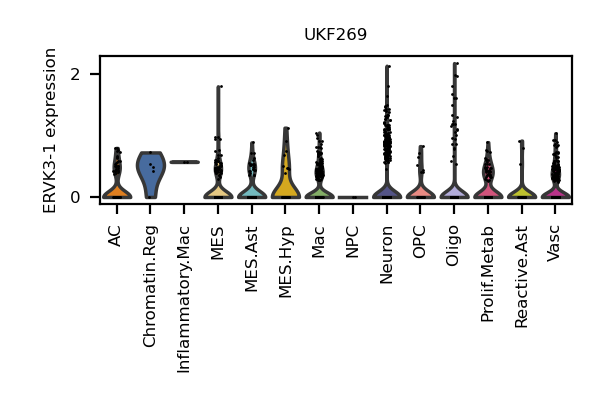 UKF269
ERVK3-1 expression
2
0
AC
Chromatin.Reg
Inflammatory.Mac
MES
MES.Ast
MES.Hyp
Mac
NPC
Neuron
OPC
Oligo
Prolif.Metab
Reactive.Ast
Vasc